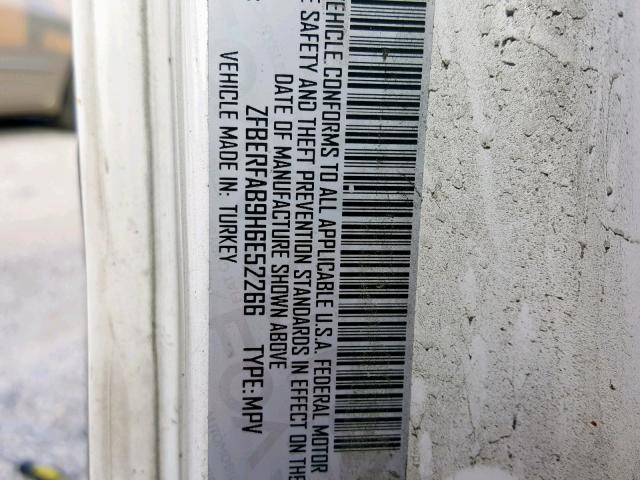 VEHICLE CONFORMS TO ALL APPLICABLE U.S.A. FEDERAL MOTOR
SAFETY AND THEFT PREVENTION STANDARDS IN EFFECT ON THE
DATE OF MANUFACTURE SHOWN ABOVE
ZFBERFAB9H6E52266 TYPE: MPV
VEHICLE MADE IN: TURKEY